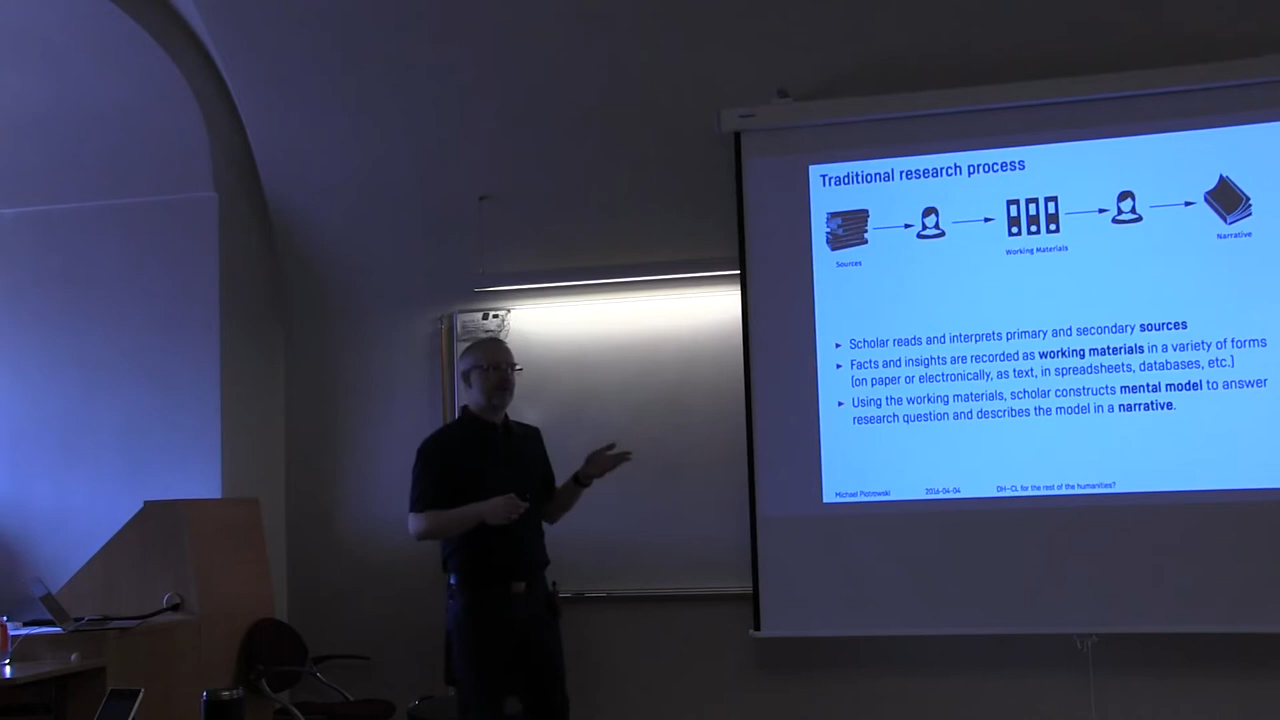 Traditional research process
Sources
Working Materials
Narrative
► Scholar reads and interprets primary and secondary sources
► Facts and insights are recorded as working materials in a variety of forms
[on paper or electronically, as text, in spreadsheets, databases, etc.]
► Using the working materials, scholar constructs mental model to answer
research question and describes the model in a narrative.
Michael Piotrowski 2016-04-04 DH-CL for the rest of the humanities?